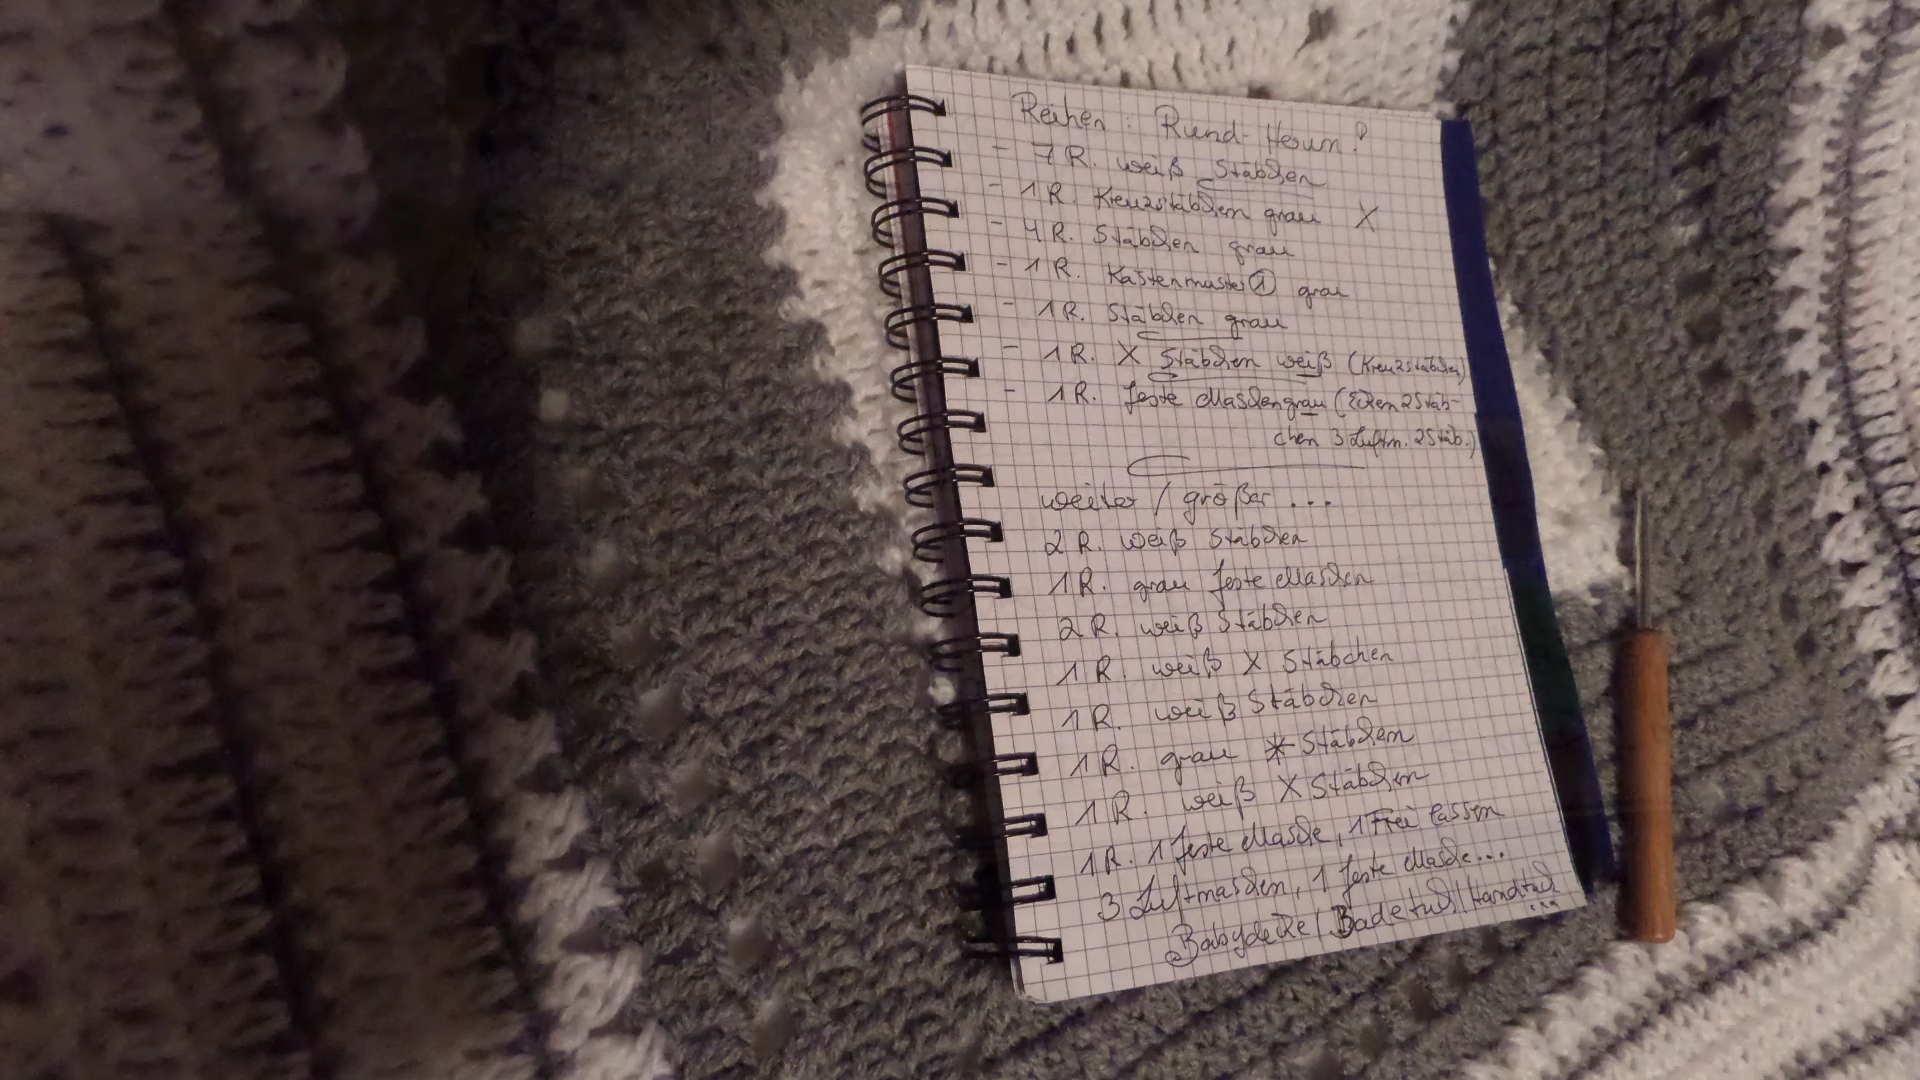 Reihen: Rund-Herum!
- 7 R. weiß Stäbchen
- 1 R. Kreuzstäbchen grau X
- 4 R. Stäbchen grau
- 1 R. Kastenmuster ① grau
- 1 R. Stäbchen grau
- 1 R. X Stäbchen weiß (Kreuzstäbchen)
- 1 R. feste Maschen grau (Ecken 2 Stäb-
chen 3 Luftm. 2 Stäb.)
weiter / größer ...
2 R. weiß Stäbchen
1 R. grau feste Maschen
2 R. weiß Stäbchen
1 R. weiß X Stäbchen
1 R. weiß Stäbchen
1 R. grau * Stäbchen
1 R. weiß X Stäbchen
1 R. 1 feste Masche, 1 Frei lassen
3 Luftmaschen, 1 feste Masche...
Babydecke / Badetuch / Handtuch
...